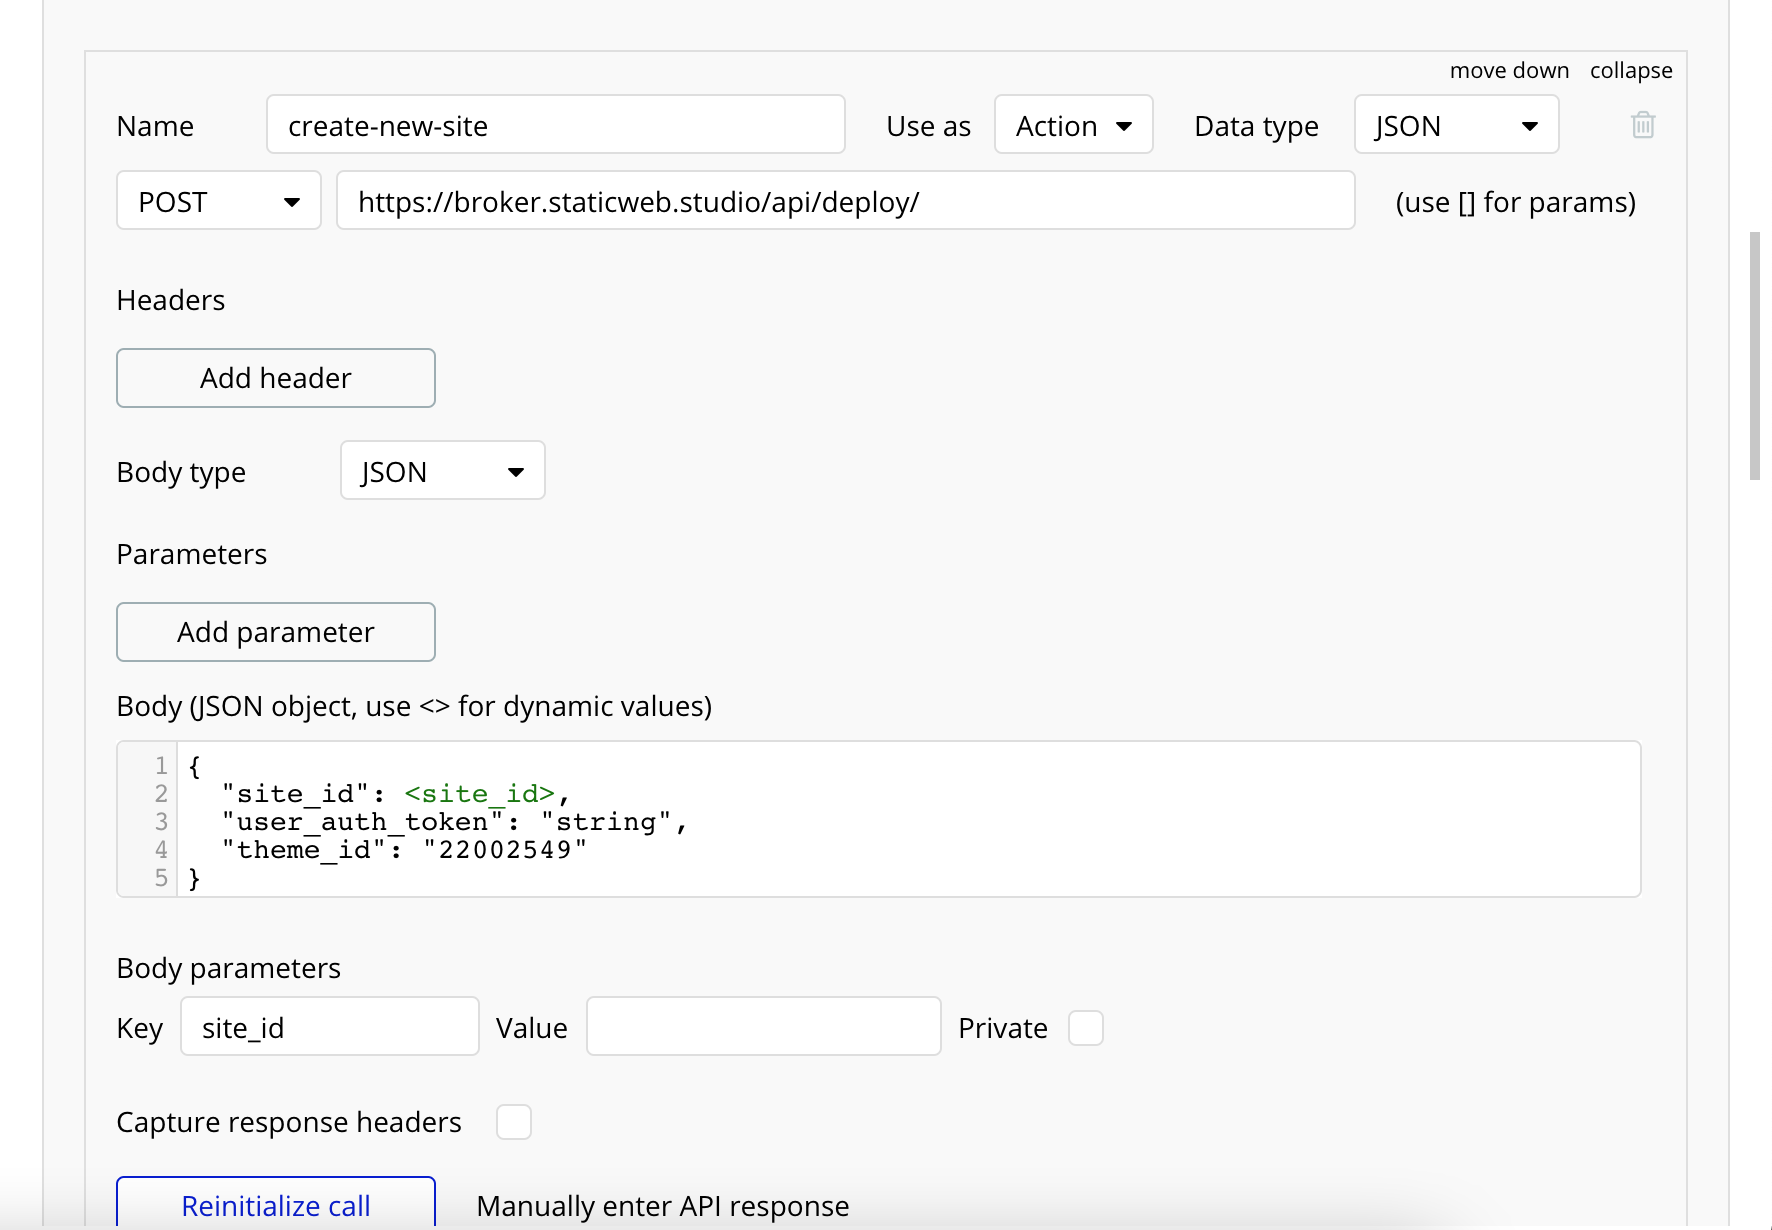 move down collapse
Name create-new-site Use as Action Data type JSON
POST https://broker.staticweb.studio/api/deploy/ (use [] for params)
Headers
Add header
Body type JSON
Parameters
Add parameter
Body (JSON object, use <> for dynamic values)
1 {
2 "site_id": <site_id>,
3 "user_auth_token": "string",
4 "theme_id": "22002549"
5 }
Body parameters
Key site_id Value Private
Capture response headers
Reinitialize call Manually enter API response